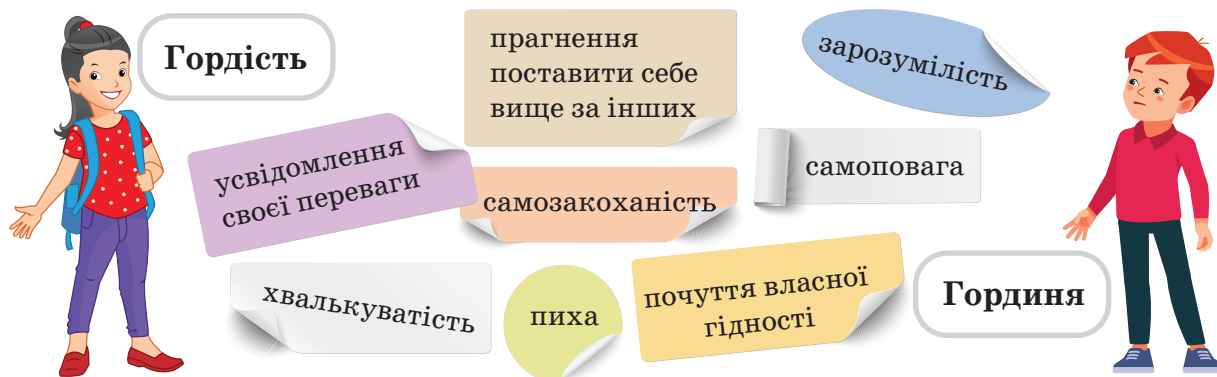 Гордість
прагнення
поставити себе
вище за інших
зарозумілість
усвідомлення
своєї переваги
самозакоханість
самоповага
хвалькуватість
пиха
почуття власної
гідності
Гординя